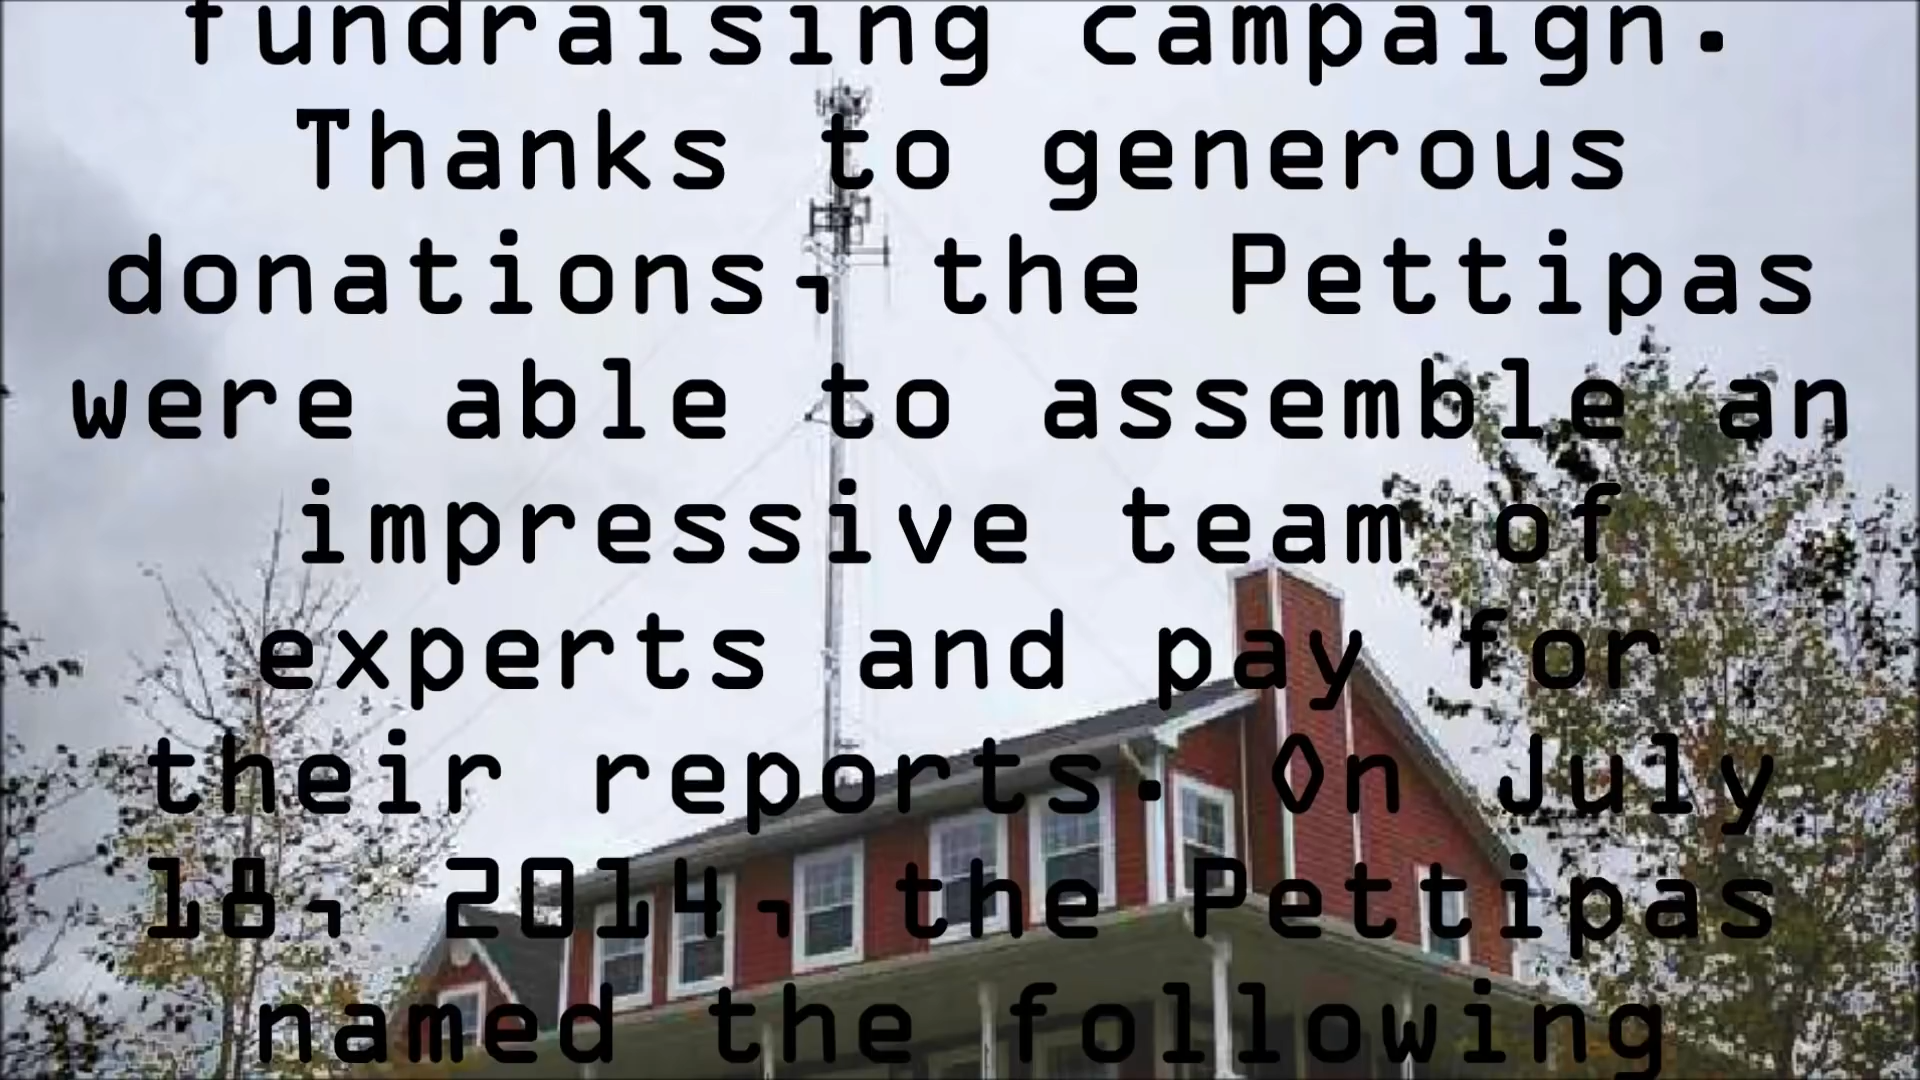 fundraising campaign.
Thanks to generous
donations, the Pettipas
were able to assemble an
impressive team of
experts and pay for
their reports. On July
18, 2014, the Pettipas
named the following